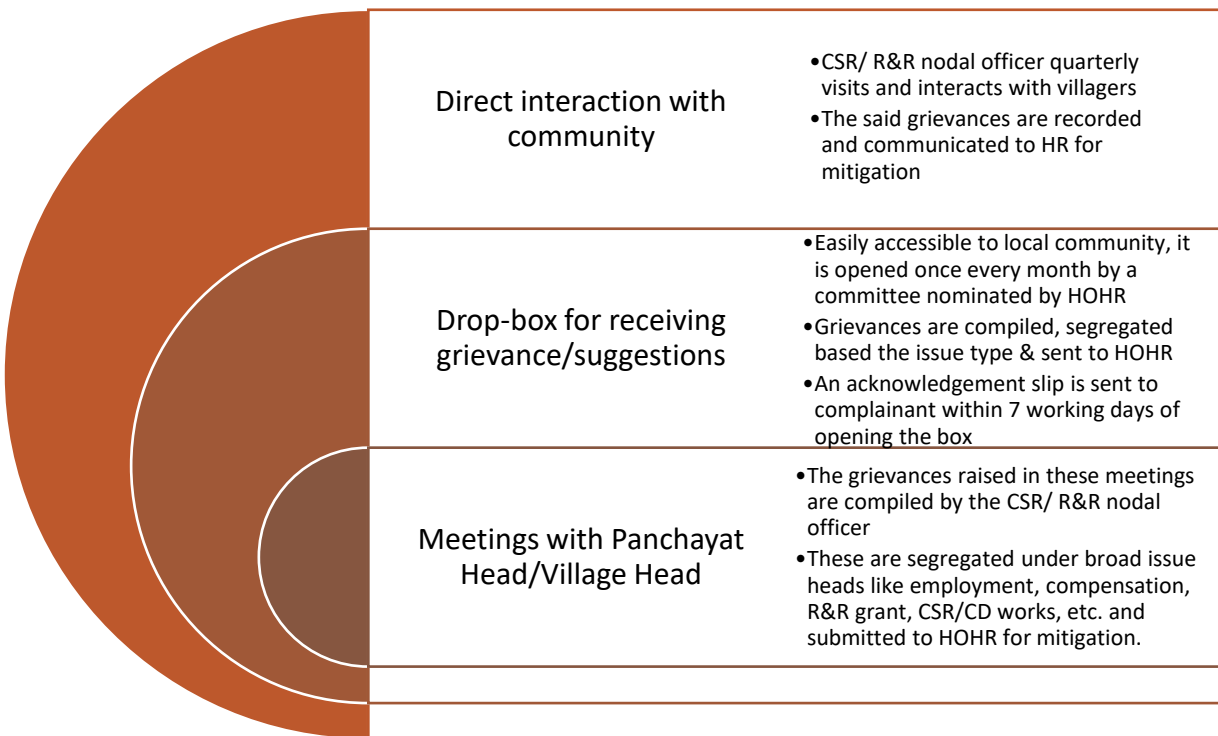 Direct interaction with
community
•CSR/ R&R nodal officer quarterly
visits and interacts with villagers
•The said grievances are recorded
and communicated to HR for
mitigation
Drop-box for receiving
grievance/suggestions
•Easily accessible to local community, it
is opened once every month by a
committee nominated by HOHR
•Grievances are compiled, segregated
based the issue type & sent to HOHR
•An acknowledgement slip is sent to
complainant within 7 working days of
opening the box
Meetings with Panchayat
Head/Village Head
•The grievances raised in these meetings
are compiled by the CSR/ R&R nodal
officer
•These are segregated under broad issue
heads like employment, compensation,
R&R grant, CSR/CD works, etc. and
submitted to HOHR for mitigation.